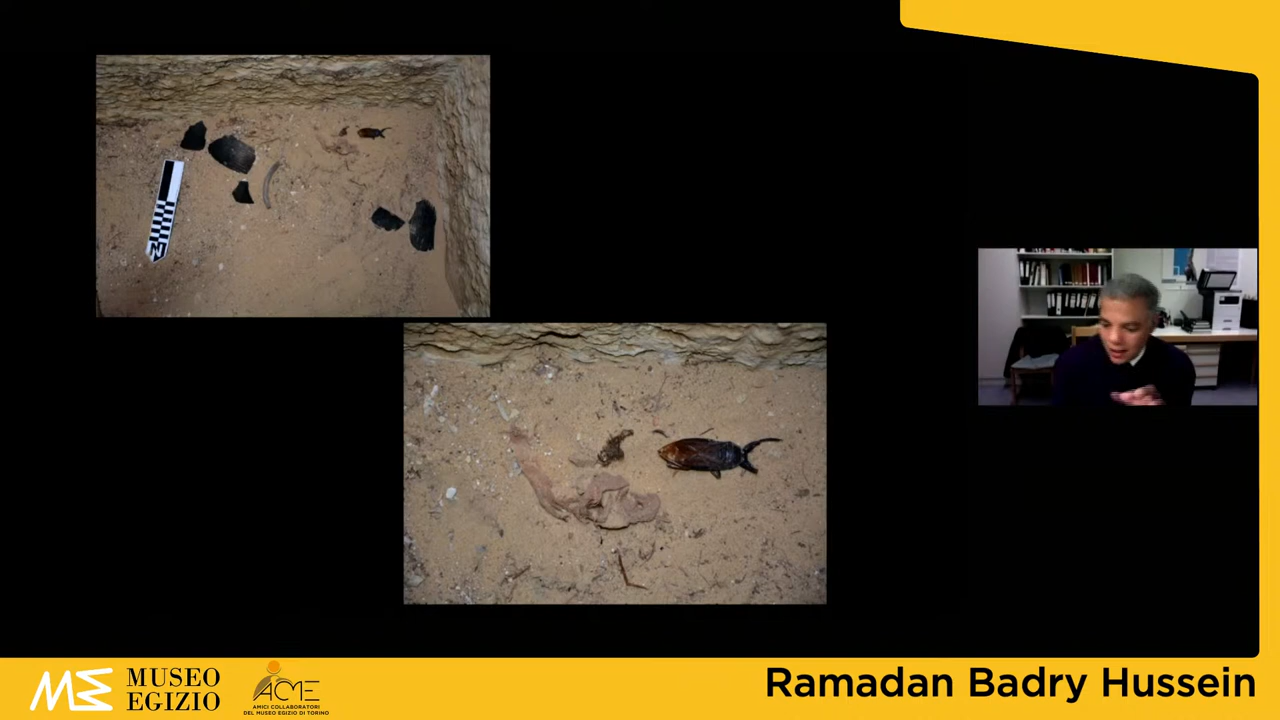 MUSEO
EGIZIO
ACME
AMICI COLLABORATORI
DEL MUSEO EGIZIO DI TORINO
Ramadan Badry Hussein